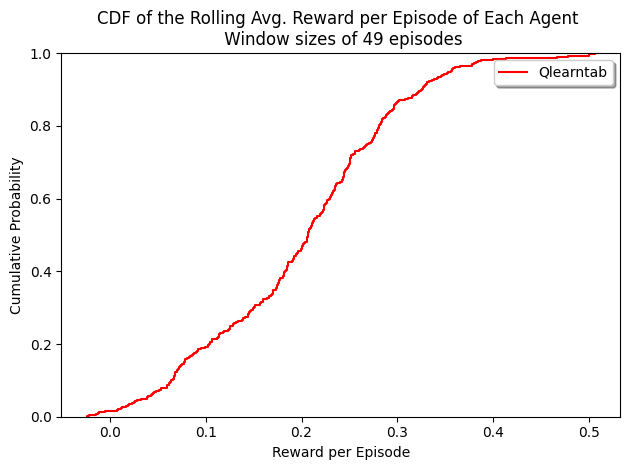 CDF of the Rolling Avg. Reward per Episode of Each Agent
Window sizes of 49 episodes
Qlearntab
Cumulative Probability
1.0
0.8
0.6
0.4
0.2
0.0
0.0 0.1 0.2 0.3 0.4 0.5
Reward per Episode